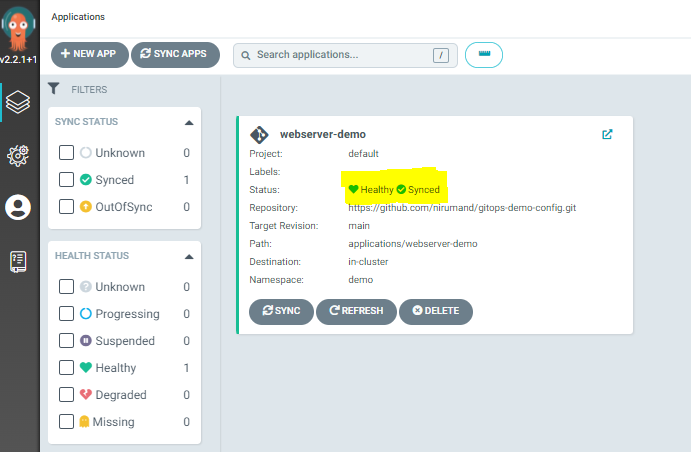 Applications
v2.2.1+1
+ NEW APP
SYNC APPS
Search applications...
/
FILTERS
SYNC STATUS
Unknown 0
Synced 1
OutOfSync 0
HEALTH STATUS
Unknown 0
Progressing 0
Suspended 0
Healthy 1
Degraded 0
Missing 0
webserver-demo
Project: default
Labels:
Status: Healthy Synced
Repository: https://github.com/nirumand/gitops-demo-config.git
Target Revision: main
Path: applications/webserver-demo
Destination: in-cluster
Namespace: demo
SYNC
REFRESH
DELETE